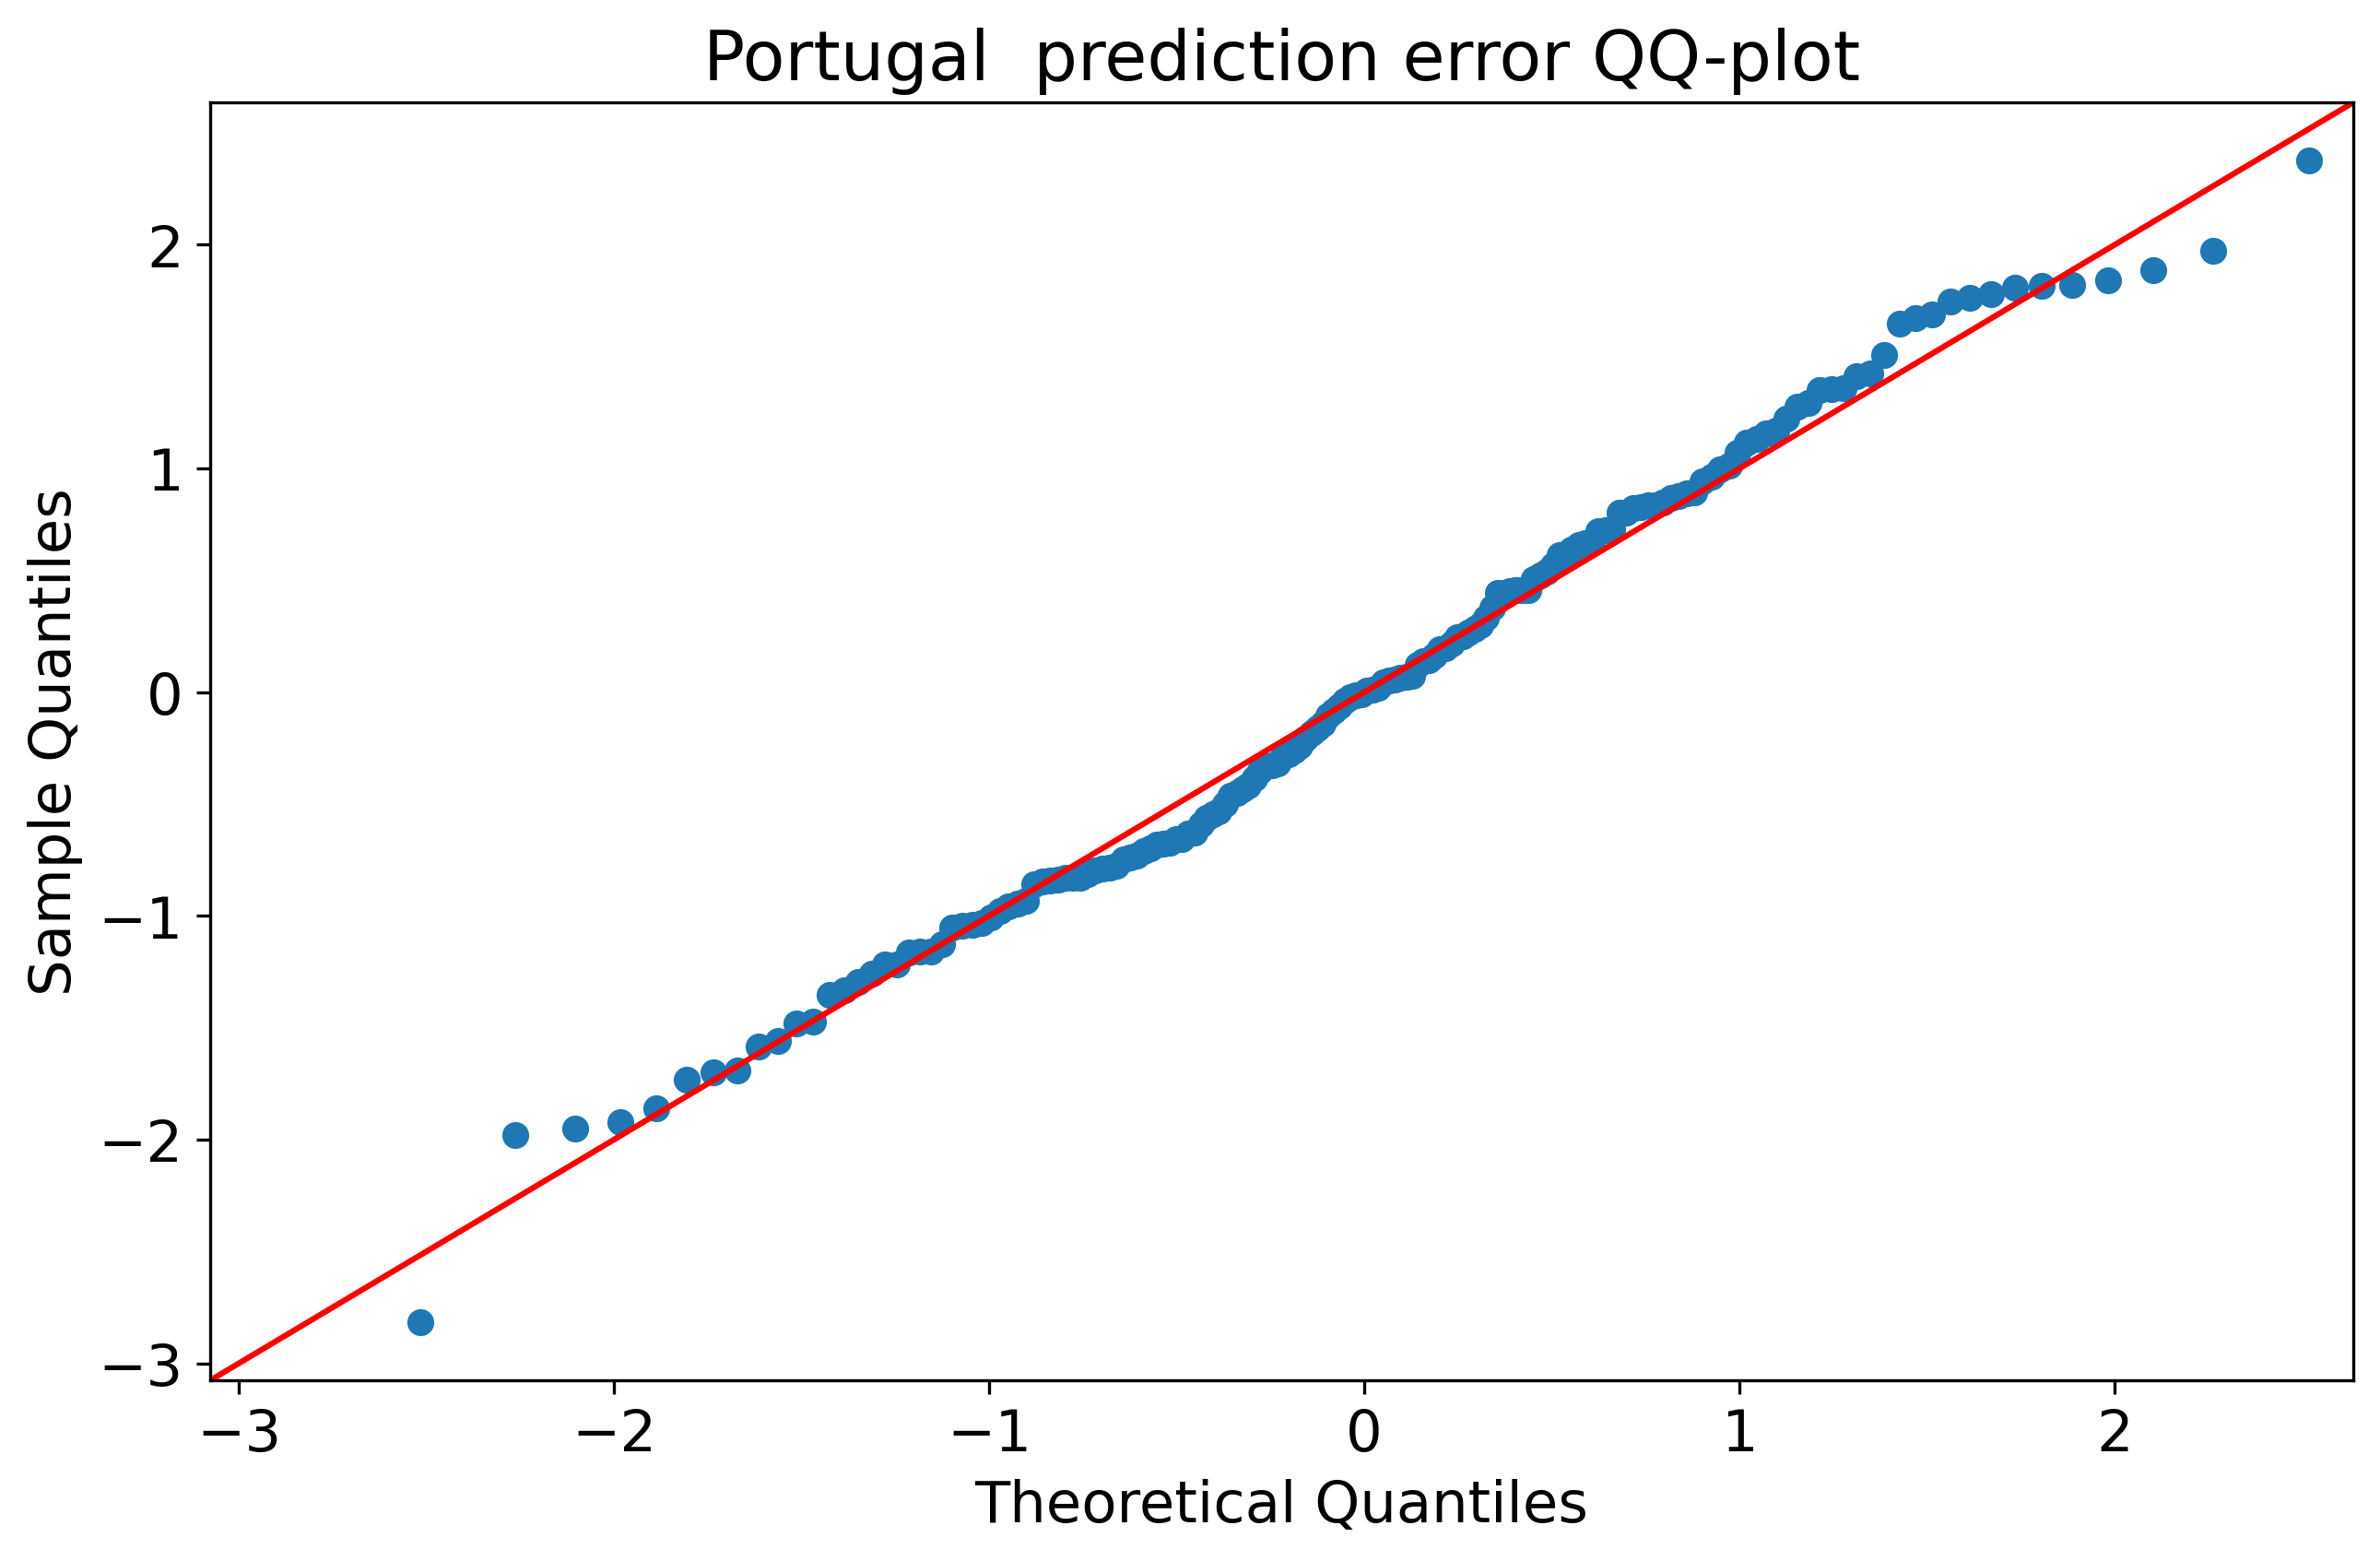 Portugal  prediction error QQ-plot
Sample Quantiles
2
1
0
−1
−2
−3
−3 −2 −1 0 1 2
Theoretical Quantiles